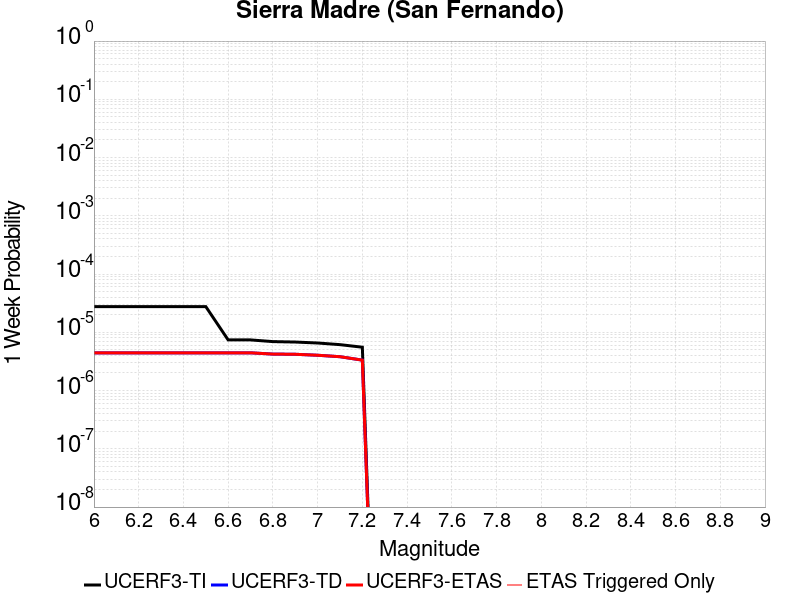 Sierra Madre (San Fernando)
10^0
10^-1
10^-2
10^-3
10^-4
10^-5
10^-6
10^-7
10^-8
1 Week Probability
6 6.2 6.4 6.6 6.8 7 7.2 7.4 7.6 7.8 8 8.2 8.4 8.6 8.8 9
Magnitude
UCERF3-TI UCERF3-TD UCERF3-ETAS ETAS Triggered Only